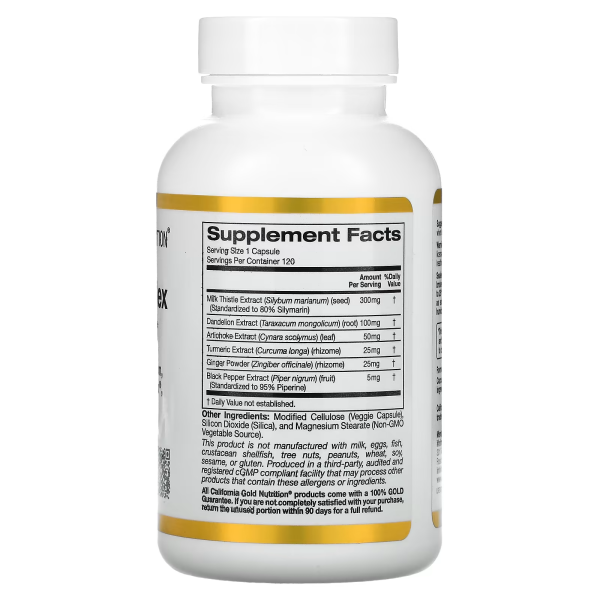 Supplement Facts
Serving Size 1 Capsule
Servings Per Container 120
Amount %Daily
Per Serving Value
Milk Thistle Extract (Silybum marianum) (seed) 300mg †
(Standardized to 80% Silymarin)
Dandelion Extract (Taraxacum mongolicum) (root) 100mg †
Artichoke Extract (Cynara scolymus) (leaf) 50mg †
Turmeric Extract (Curcuma longa) (rhizome) 25mg †
Ginger Powder (Zingiber officinale) (rhizome) 25mg †
Black Pepper Extract (Piper nigrum) (fruit) 5mg †
(Standardized to 95% Piperine)
† Daily Value not established.
Other Ingredients: Modified Cellulose (Veggie Capsule),
Silicon Dioxide (Silica), and Magnesium Stearate (Non-GMO
Vegetable Source).
This product is not manufactured with milk, eggs, fish,
crustacean shellfish, tree nuts, peanuts, wheat, soy,
sesame, or gluten. Produced in a third-party, audited and
registered cGMP compliant facility that may process other
products that contain these allergens or ingredients.
All California Gold Nutrition® products come with a 100% GOLD
Guarantee. If you are not completely satisfied with your purchase,
return the unused portion within 90 days for a full refund.